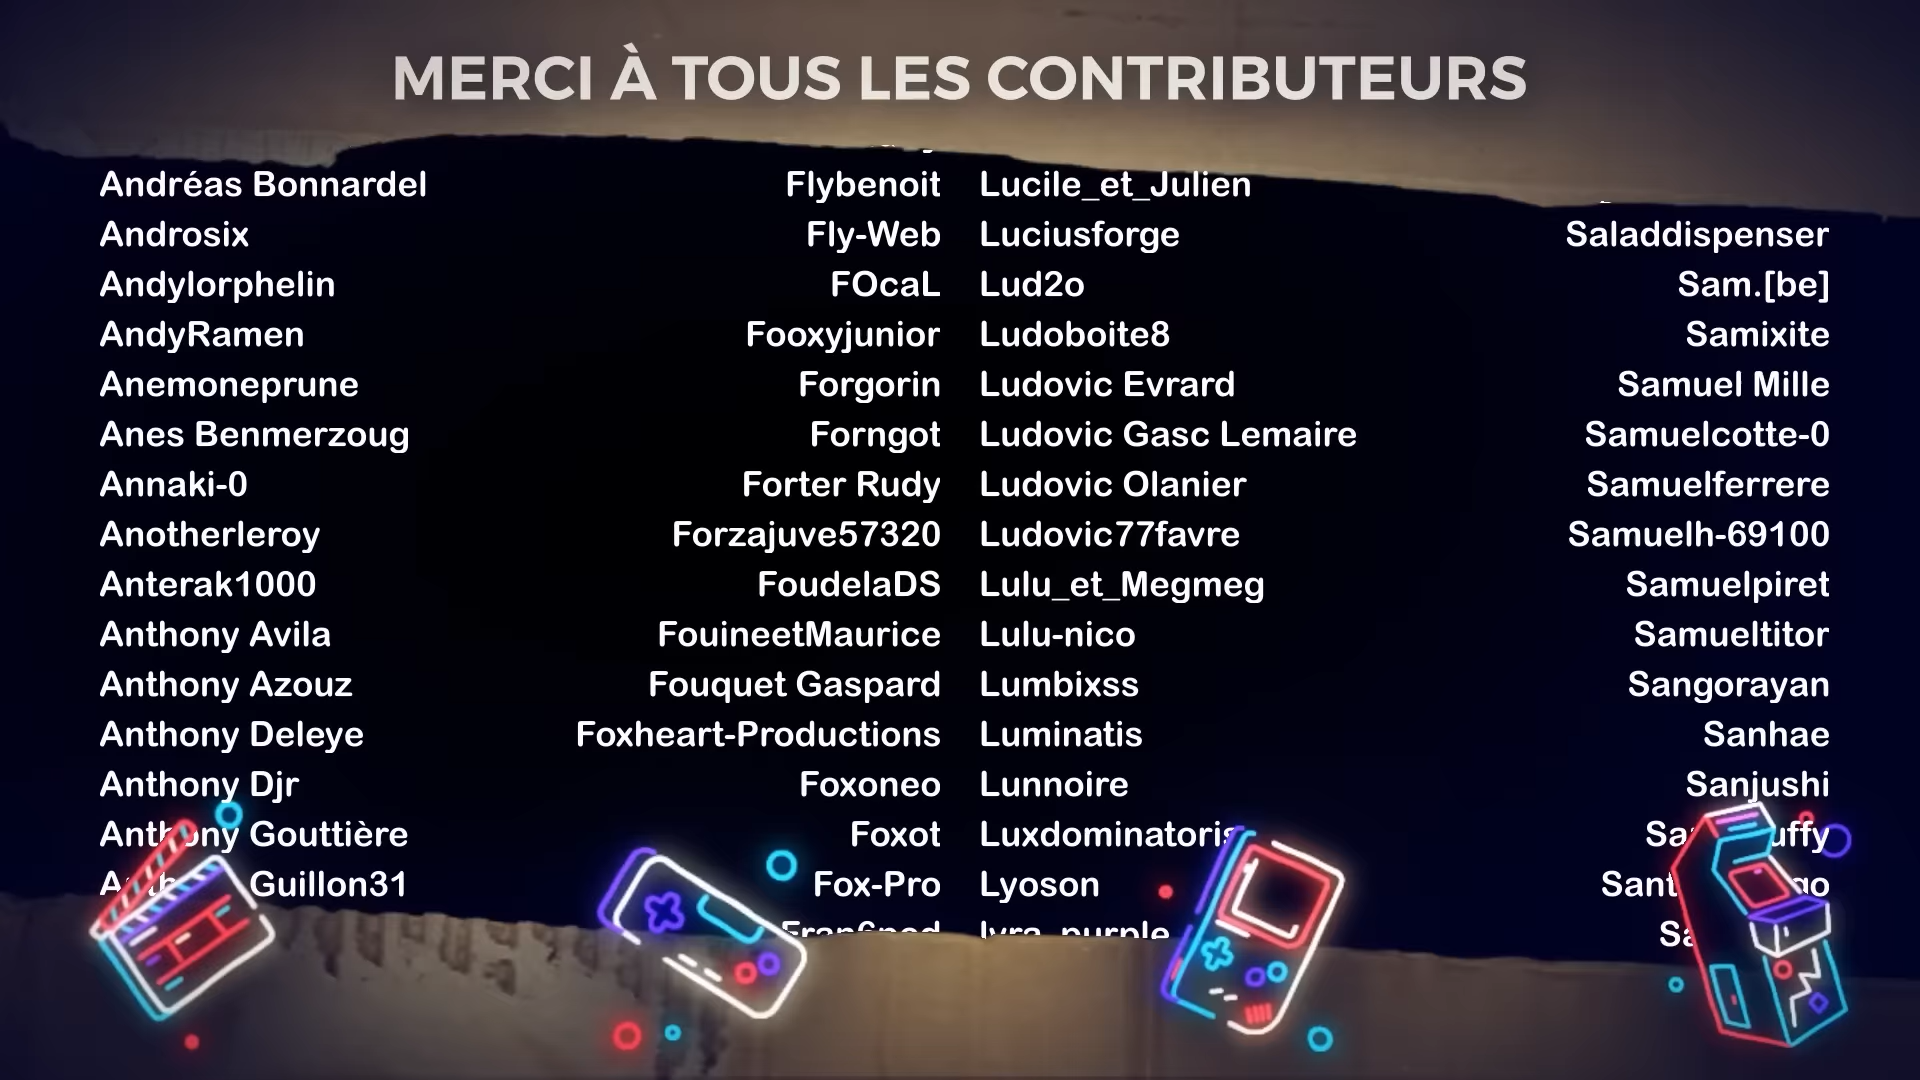 MERCI À TOUS LES CONTRIBUTEURS
Andréas Bonnardel
Androsix
Andylorphelin
AndyRamen
Anemoneprune
Anes Benmerzoug
Annaki-0
Anotherleroy
Anterak1000
Anthony Avila
Anthony Azouz
Anthony Deleye
Anthony Djr
Anthony Gouttière
Guillon31
Flybenoit
Fly-Web
FOcaL
Fooxyjunior
Forgorin
Forngot
Forter Rudy
Forzajuve57320
FoudelaDS
FouineetMaurice
Fouquet Gaspard
Foxheart-Productions
Foxoneo
Foxot
Fox-Pro
Lucile_et_Julien
Luciusforge
Lud2o
Ludoboite8
Ludovic Evrard
Ludovic Gasc Lemaire
Ludovic Olanier
Ludovic77favre
Lulu_et_Megmeg
Lulu-nico
Lumbixss
Luminatis
Lunnoire
Luxdominatoris
Lyoson
Saladdispenser
Sam.[be]
Samixite
Samuel Mille
Samuelcotte-0
Samuelferrere
Samuelh-69100
Samuelpiret
Samueltitor
Sangorayan
Sanhae
Sanjushi